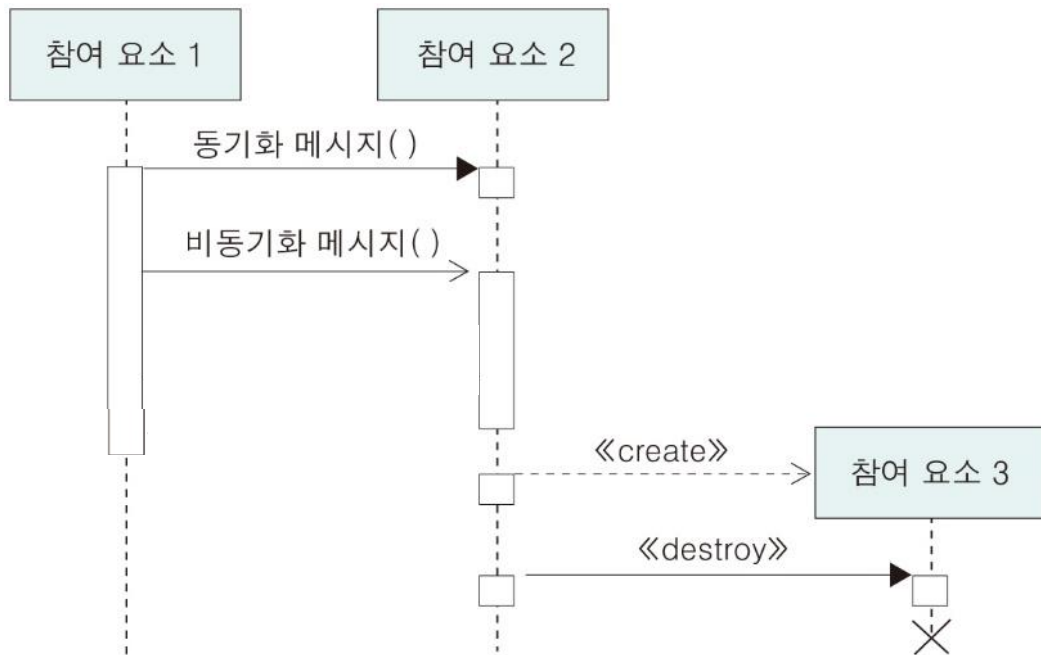 참여 요소 1
참여 요소 2
동기화 메시지( )
비동기화 메시지( )
≪create≫
참여 요소 3
≪destroy≫